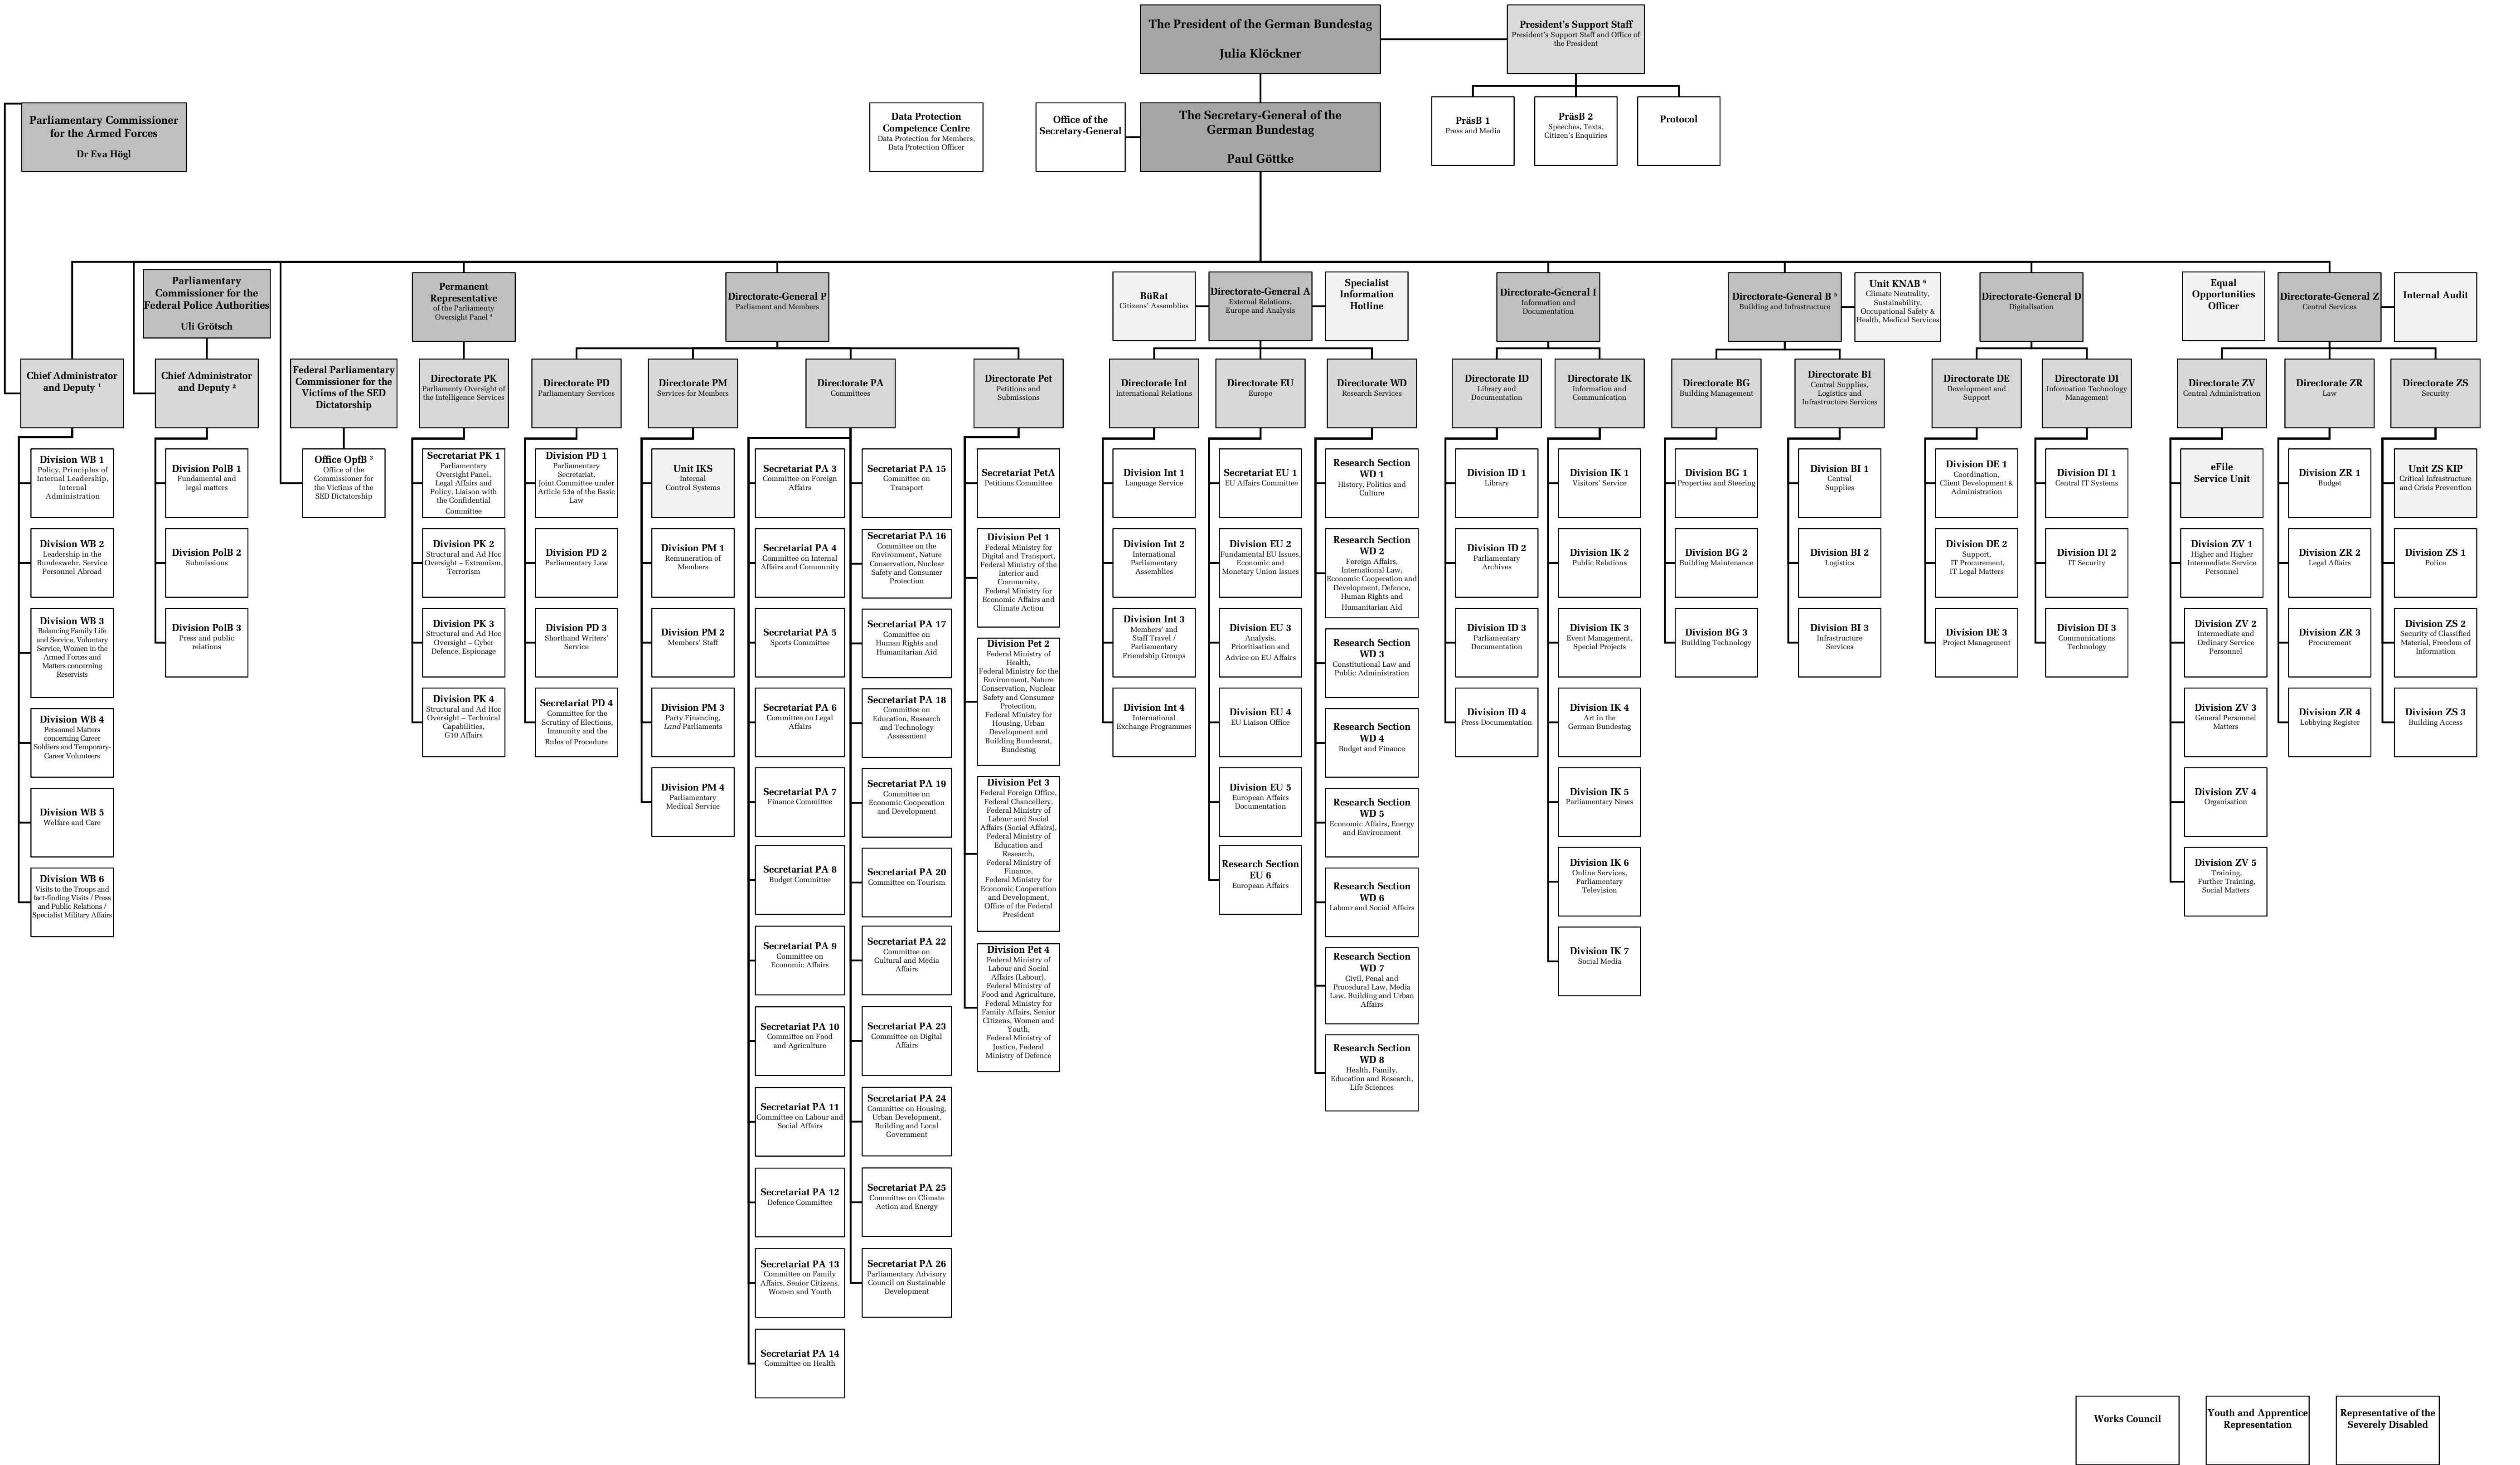 The President of the German Bundestag
Julia Klöckner
President's Support Staff
President's Support Staff and Office of
the President
Parliamentary Commissioner
for the Armed Forces
Dr Eva Högl
Data Protection
Competence Centre
Data Protection for Members,
Data Protection Officer
Office of the
Secretary-General
The Secretary-General of the
German Bundestag
Paul Göttke
PräsB 1
Press and Media
PräsB 2
Speeches, Texts,
Citizen's Enquiries
Protocol
Parliamentary
Commissioner for the
Federal Police Authorities
Uli Grötsch
Permanent
Representative
of the Parliamenty
Oversight Panel ⁴
Directorate-General P
Parliament and Members
BüRat
Citizens' Assemblies
Directorate-General A
External Relations,
Europe and Analysis
Specialist
Information
Hotline
Directorate-General I
Information and
Documentation
Directorate-General B ⁵
Building and Infrastructure
Unit KNAB ⁶
Climate Neutrality,
Sustainability,
Occupational Safety &
Health, Medical Services
Directorate-General D
Digitalisation
Equal
Opportunities
Officer
Directorate-General Z
Central Services
Internal Audit
Chief Administrator
and Deputy ¹
Chief Administrator
and Deputy ²
Federal Parliamentary
Commissioner for the
Victims of the SED
Dictatorship
Directorate PK
Parliamenty Oversight of
the Intelligence Services
Directorate PD
Parliamentary Services
Directorate PM
Services for Members
Directorate PA
Committees
Directorate Pet
Petitions and
Submissions
Directorate Int
International Relations
Directorate EU
Europe
Directorate WD
Research Services
Directorate ID
Library and
Documentation
Directorate IK
Information and
Communication
Directorate BG
Building Management
Directorate BI
Central Supplies,
Logistics and
Infrastructure Services
Directorate DE
Development and
Support
Directorate DI
Information Technology
Management
Directorate ZV
Central Administration
Directorate ZR
Law
Directorate ZS
Security
Division WB 1
Policy, Principles of
Internal Leadership,
Internal
Administration
Division WB 2
Leadership in the
Bundeswehr, Service
Personnel Abroad
Division WB 3
Balancing Family Life
and Service, Voluntary
Service, Women in the
Armed Forces and
Matters concerning
Reservists
Division WB 4
Personnel Matters
concerning Career
Soldiers and Temporary-
Career Volunteers
Division WB 5
Welfare and Care
Division WB 6
Visits to the Troops and
fact-finding Visits / Press
and Public Relations /
Specialist Military Affairs
Division PolB 1
Fundamental and
legal matters
Division PolB 2
Submissions
Division PolB 3
Press and public
relations
Office OpfB ³
Office of the
Commissioner for
the Victims of the
SED Dictatorship
Secretariat PK 1
Parliamentary
Oversight Panel,
Legal Affairs and
Policy, Liaison with
the Confidential
Committee
Division PK 2
Structural and Ad Hoc
Oversight – Extremism,
Terrorism
Division PK 3
Structural and Ad Hoc
Oversight – Cyber
Defence, Espionage
Division PK 4
Structural and Ad Hoc
Oversight – Technical
Capabilities,
G10 Affairs
Division PD 1
Parliamentary
Secretariat,
Joint Committee under
Article 53a of the Basic
Law
Division PD 2
Parliamentary Law
Division PD 3
Shorthand Writers'
Service
Secretariat PD 4
Committee for the
Scrutiny of Elections,
Immunity and the
Rules of Procedure
Unit IKS
Internal
Control Systems
Division PM 1
Remuneration of
Members
Division PM 2
Members' Staff
Division PM 3
Party Financing,
Land Parliaments
Division PM 4
Parliamentary
Medical Service
Secretariat PA 3
Committee on Foreign
Affairs
Secretariat PA 4
Committee on Internal
Affairs and Community
Secretariat PA 5
Sports Committee
Secretariat PA 6
Committee on Legal
Affairs
Secretariat PA 7
Finance Committee
Secretariat PA 8
Budget Committee
Secretariat PA 9
Committee on
Economic Affairs
Secretariat PA 10
Committee on Food
and Agriculture
Secretariat PA 11
Committee on Labour and
Social Affairs
Secretariat PA 12
Defence Committee
Secretariat PA 13
Committee on Family
Affairs, Senior Citizens,
Women and Youth
Secretariat PA 14
Committee on Health
Secretariat PA 15
Committee on
Transport
Secretariat PA 16
Committee on the
Environment, Nature
Conservation, Nuclear
Safety and Consumer
Protection
Secretariat PA 17
Committee on
Human Rights and
Humanitarian Aid
Secretariat PA 18
Committee on
Education, Research
and Technology
Assessment
Secretariat PA 19
Committee on
Economic Cooperation
and Development
Secretariat PA 20
Committee on Tourism
Secretariat PA 22
Committee on
Cultural and Media
Affairs
Secretariat PA 23
Committee on Digital
Affairs
Secretariat PA 24
Committee on Housing,
Urban Development,
Building and Local
Government
Secretariat PA 25
Committee on Climate
Action and Energy
Secretariat PA 26
Parliamentary Advisory
Council on Sustainable
Development
Secretariat PetA
Petitions Committee
Division Pet 1
Federal Ministry for
Digital and Transport,
Federal Ministry of the
Interior and
Community,
Federal Ministry for
Economic Affairs and
Climate Action
Division Pet 2
Federal Ministry of
Health,
Federal Ministry for the
Environment, Nature
Conservation, Nuclear
Safety and Consumer
Protection,
Federal Ministry for
Housing, Urban
Development and
Building Bundesrat,
Bundestag
Division Pet 3
Federal Foreign Office,
Federal Chancellery,
Federal Ministry of
Labour and Social
Affairs (Social Affairs),
Federal Ministry of
Education and
Research,
Federal Ministry of
Finance,
Federal Ministry for
Economic Cooperation
and Development,
Office of the Federal
President
Division Pet 4
Federal Ministry of
Labour and Social
Affairs (Labour),
Federal Ministry of
Food and Agriculture,
Federal Ministry for
Family Affairs, Senior
Citizens, Women and
Youth,
Federal Ministry of
Justice, Federal
Ministry of Defence
Division Int 1
Language Service
Division Int 2
International
Parliamentary
Assemblies
Division Int 3
Members' and
Staff Travel /
Parliamentary
Friendship Groups
Division Int 4
International
Exchange Programmes
Secretariat EU 1
EU Affairs Committee
Division EU 2
Fundamental EU Issues,
Economic and
Monetary Union Issues
Division EU 3
Analysis,
Prioritisation and
Advice on EU Affairs
Division EU 4
EU Liaison Office
Division EU 5
European Affairs
Documentation
Research Section
EU 6
European Affairs
Research Section
WD 1
History, Politics and
Culture
Research Section
WD 2
Foreign Affairs,
International Law,
Economic Cooperation and
Development, Defence,
Human Rights and
Humanitarian Aid
Research Section
WD 3
Constitutional Law and
Public Administration
Research Section
WD 4
Budget and Finance
Research Section
WD 5
Economic Affairs, Energy
and Environment
Research Section
WD 6
Labour and Social Affairs
Research Section
WD 7
Civil, Penal and
Procedural Law, Media
Law, Building and Urban
Affairs
Research Section
WD 8
Health, Family,
Education and Research,
Life Sciences
Division ID 1
Library
Division ID 2
Parliamentary
Archives
Division ID 3
Parliamentary
Documentation
Division ID 4
Press Documentation
Division IK 1
Visitors' Service
Division IK 2
Public Relations
Division IK 3
Event Management,
Special Projects
Division IK 4
Art in the
German Bundestag
Division IK 5
Parliamentary News
Division IK 6
Online Services,
Parliamentary
Television
Division IK 7
Social Media
Division BG 1
Properties and Steering
Division BG 2
Building Maintenance
Division BG 3
Building Technology
Division BI 1
Central
Supplies
Division BI 2
Logistics
Division BI 3
Infrastructure
Services
Division DE 1
Coordination,
Client Development &
Administration
Division DE 2
Support,
IT Procurement,
IT Legal Matters
Division DE 3
Project Management
Division DI 1
Central IT Systems
Division DI 2
IT Security
Division DI 3
Communications
Technology
eFile
Service Unit
Division ZV 1
Higher and Higher
Intermediate Service
Personnel
Division ZV 2
Intermediate and
Ordinary Service
Personnel
Division ZV 3
General Personnel
Matters
Division ZV 4
Organisation
Division ZV 5
Training,
Further Training,
Social Matters
Division ZR 1
Budget
Division ZR 2
Legal Affairs
Division ZR 3
Procurement
Division ZR 4
Lobbying Register
Unit ZS KIP
Critical Infrastructure
and Crisis Prevention
Division ZS 1
Police
Division ZS 2
Security of Classified
Material, Freedom of
Information
Division ZS 3
Building Access
Works Council
Youth and Apprentice
Representation
Representative of the
Severely Disabled